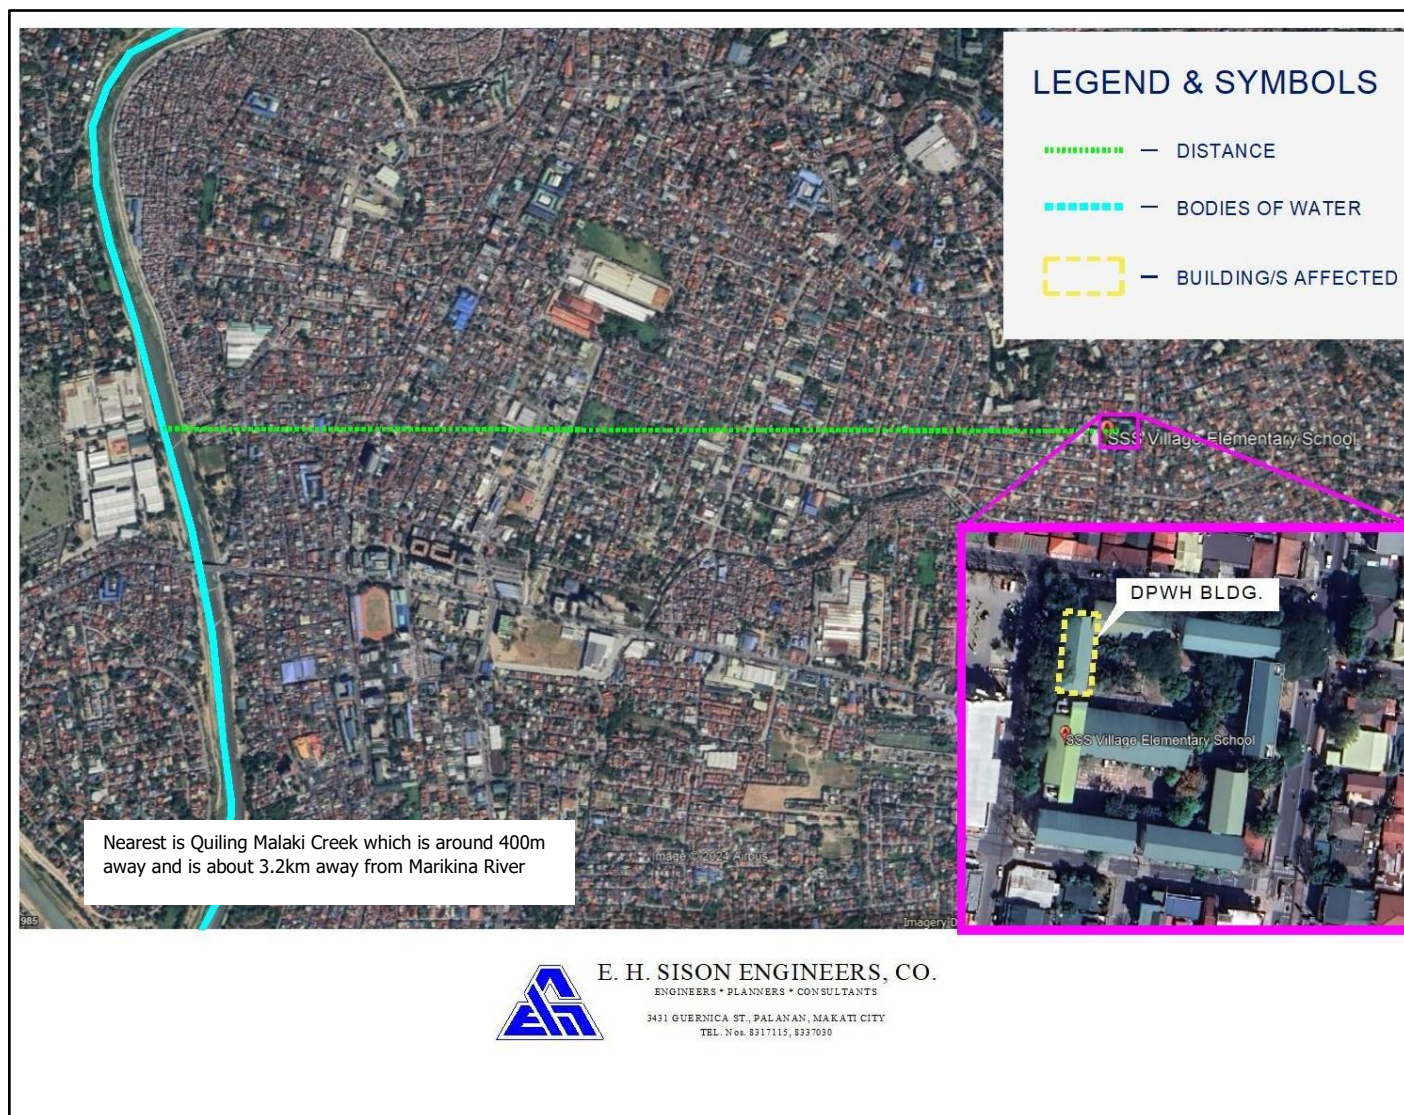 LEGEND & SYMBOLS
— DISTANCE
— BODIES OF WATER
— BUILDING/S AFFECTED
SSS Village Elementary School
DPWH BLDG.
SSS Village Elementary School
Nearest is Quiling Malaki Creek which is around 400m
away and is about 3.2km away from Marikina River
Image © 2024 Airbus
985
Imagery D
E. H. SISON ENGINEERS, CO.
ENGINEERS * PLANNERS * CONSULTANTS
3431 GUERNICA ST., PALANAN, MAKATI CITY
TEL. Nos. 8317115, 8337030